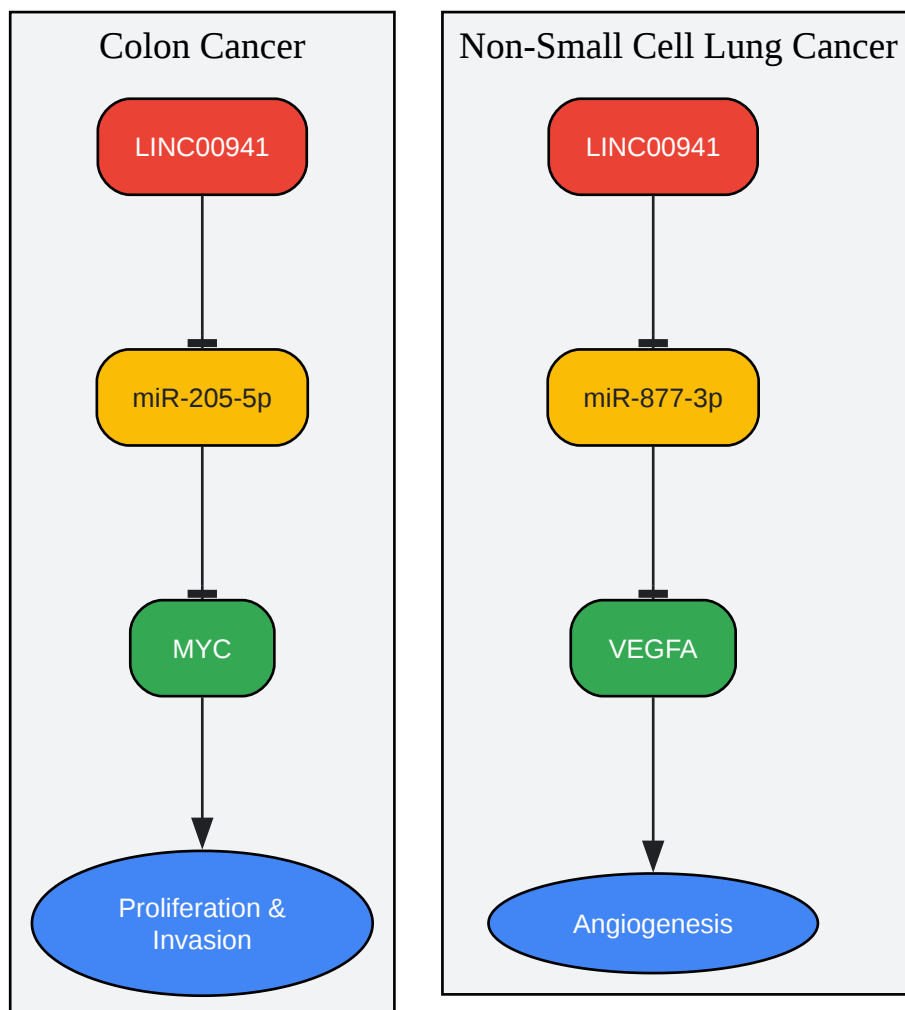 Colon Cancer
LINC00941
miR-205-5p
MYC
Proliferation &
Invasion
Non-Small Cell Lung Cancer
LINC00941
miR-877-3p
VEGFA
Angiogenesis